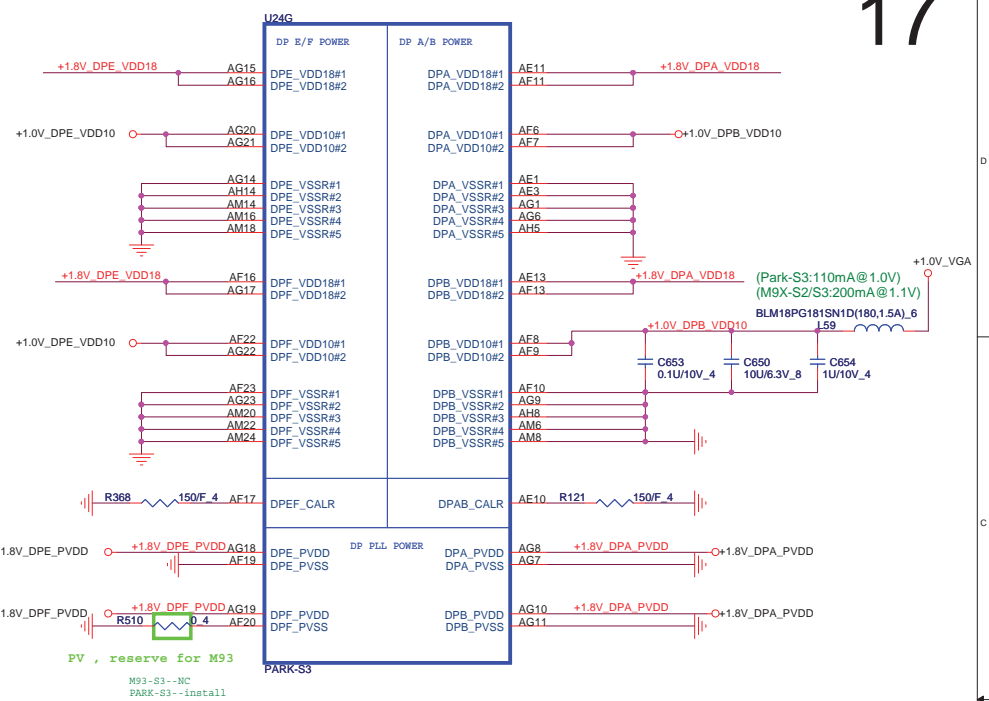 17
U24G
DP E/F POWER
DP A/B POWER
+1.8V_DPE_VDD18 AG15 DPE_VDD18#1 DPA_VDD18#1 AE11 +1.8V_DPA_VDD18
AG16 DPE_VDD18#2 DPA_VDD18#2 AF11
+1.0V_DPE_VDD10 AG20 DPE_VDD10#1 DPA_VDD10#1 AF6 +1.0V_DPB_VDD10
AG21 DPE_VDD10#2 DPA_VDD10#2 AF7
D
AG14 DPE_VSSR#1 DPA_VSSR#1 AE1
AH14 DPE_VSSR#2 DPA_VSSR#2 AE3
AM14 DPE_VSSR#3 DPA_VSSR#3 AG1
AM16 DPE_VSSR#4 DPA_VSSR#4 AG6
AM18 DPE_VSSR#5 DPA_VSSR#5 AH5
+1.0V_VGA
+1.8V_DPE_VDD18 AF16 DPF_VDD18#1 DPB_VDD18#1 AE13 +1.8V_DPA_VDD18
(Park-S3:110mA@1.0V)
AG17 DPF_VDD18#2 DPB_VDD18#2 AF13
(M9X-S2/S3:200mA@1.1V)
BLM18PG181SN1D(180,1.5A)_6
+1.0V_DPB_VDD10 L59
+1.0V_DPE_VDD10 AF22 DPF_VDD10#1 DPB_VDD10#1 AF8
AG22 DPF_VDD10#2 DPB_VDD10#2 AF9
C653 C650 C654
0.1U/10V_4 10U/6.3V_8 1U/10V_4
AF23 DPF_VSSR#1 DPB_VSSR#1 AF10
AG23 DPF_VSSR#2 DPB_VSSR#2 AG9
AM20 DPF_VSSR#3 DPB_VSSR#3 AH8
AM22 DPF_VSSR#4 DPB_VSSR#4 AM6
AM24 DPF_VSSR#5 DPB_VSSR#5 AM8
R368 150/F_4 AF17 DPEF_CALR DPAB_CALR AE10 R121 150/F_4
C
DP PLL POWER
1.8V_DPE_PVDD +1.8V_DPE_PVDD AG18 DPE_PVDD DPA_PVDD AG8 +1.8V_DPA_PVDD +1.8V_DPA_PVDD
AF19 DPE_PVSS DPA_PVSS AG7
1.8V_DPF_PVDD +1.8V_DPF_PVDD AG19 DPF_PVDD DPB_PVDD AG10 +1.8V_DPA_PVDD +1.8V_DPA_PVDD
R510 0_4 AF20 DPF_PVSS DPB_PVSS AG11
PV , reserve for M93
PARK-S3
M93-S3--NC
PARK-S3--install